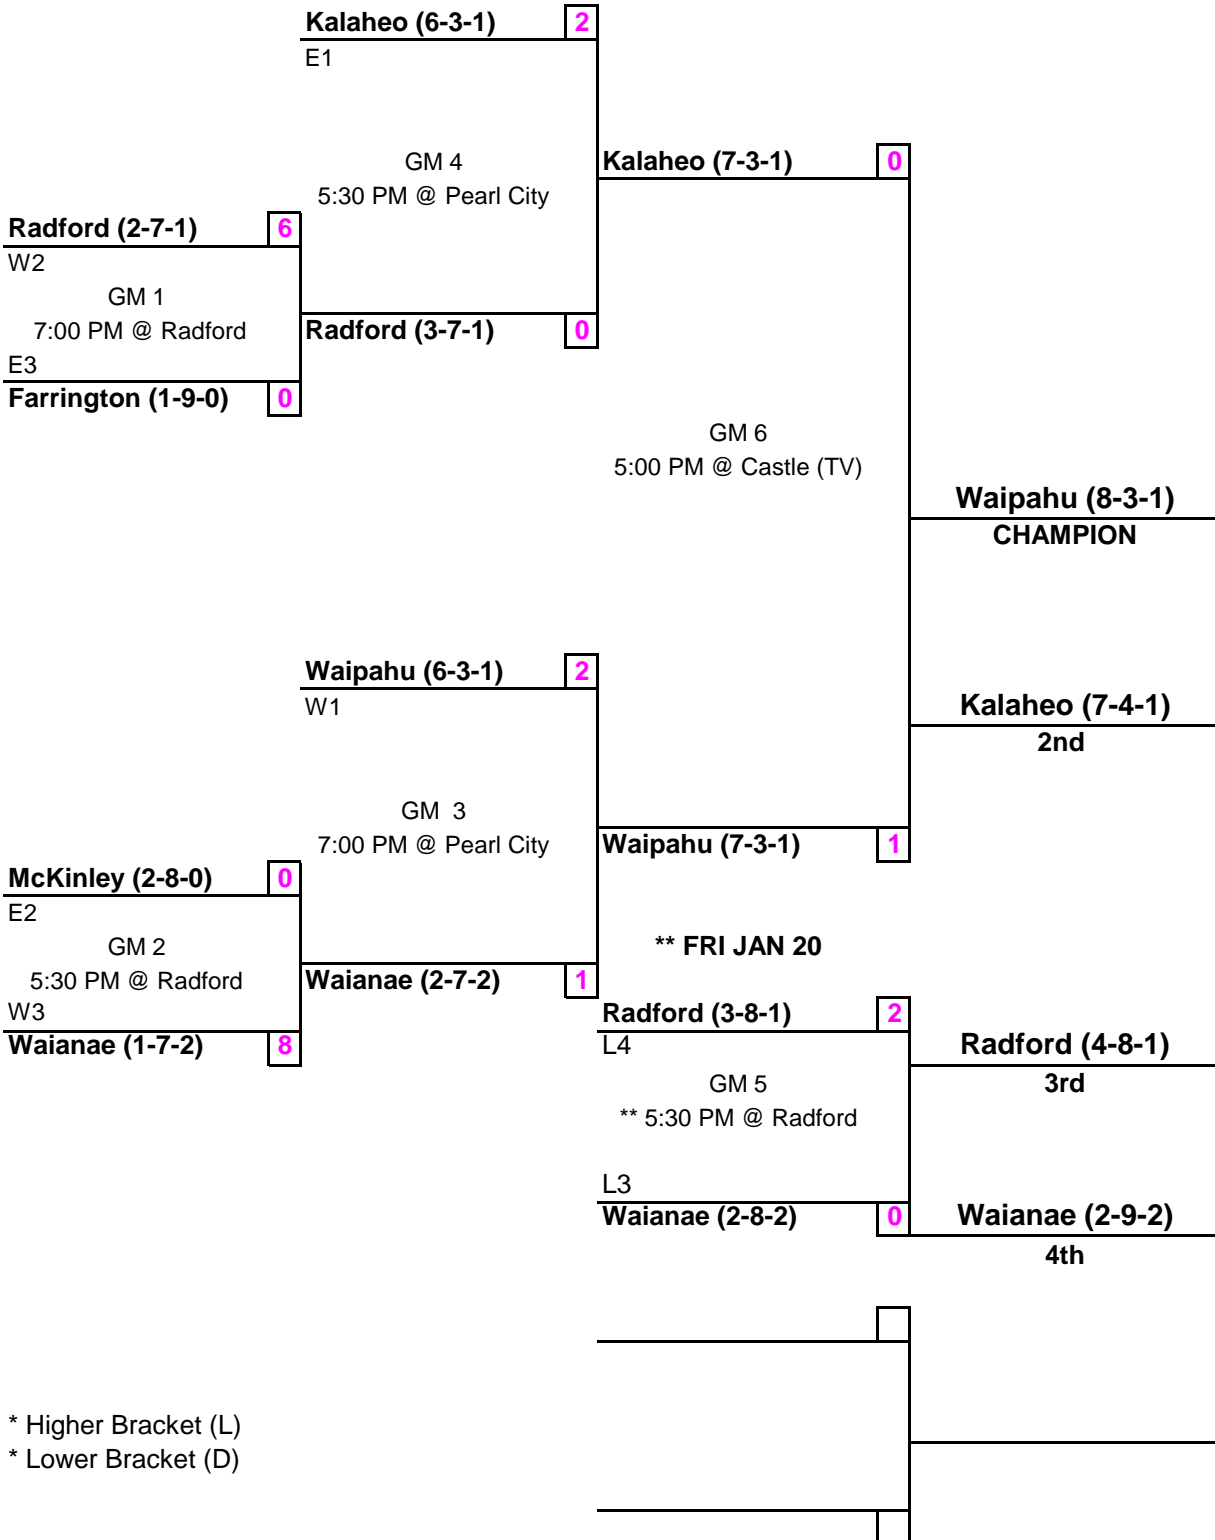 Kalaheo (6-3-1) 2
E1
GM 4
5:30 PM @ Pearl City
Kalaheo (7-3-1) 0
Radford (2-7-1) 6
W2
GM 1
7:00 PM @ Radford
E3
Farrington (1-9-0) 0
Radford (3-7-1) 0
GM 6
5:00 PM @ Castle (TV)
Waipahu (8-3-1)
CHAMPION
Waipahu (6-3-1) 2
W1
GM 3
7:00 PM @ Pearl City
Kalaheo (7-4-1)
2nd
Waipahu (7-3-1) 1
McKinley (2-8-0) 0
E2
GM 2
5:30 PM @ Radford
W3
Waianae (1-7-2) 8
Waianae (2-7-2) 1
** FRI JAN 20
Radford (3-8-1) 2
L4
GM 5
** 5:30 PM @ Radford
L3
Waianae (2-8-2) 0
Radford (4-8-1)
3rd
Waianae (2-9-2)
4th
* Higher Bracket (L)
* Lower Bracket (D)